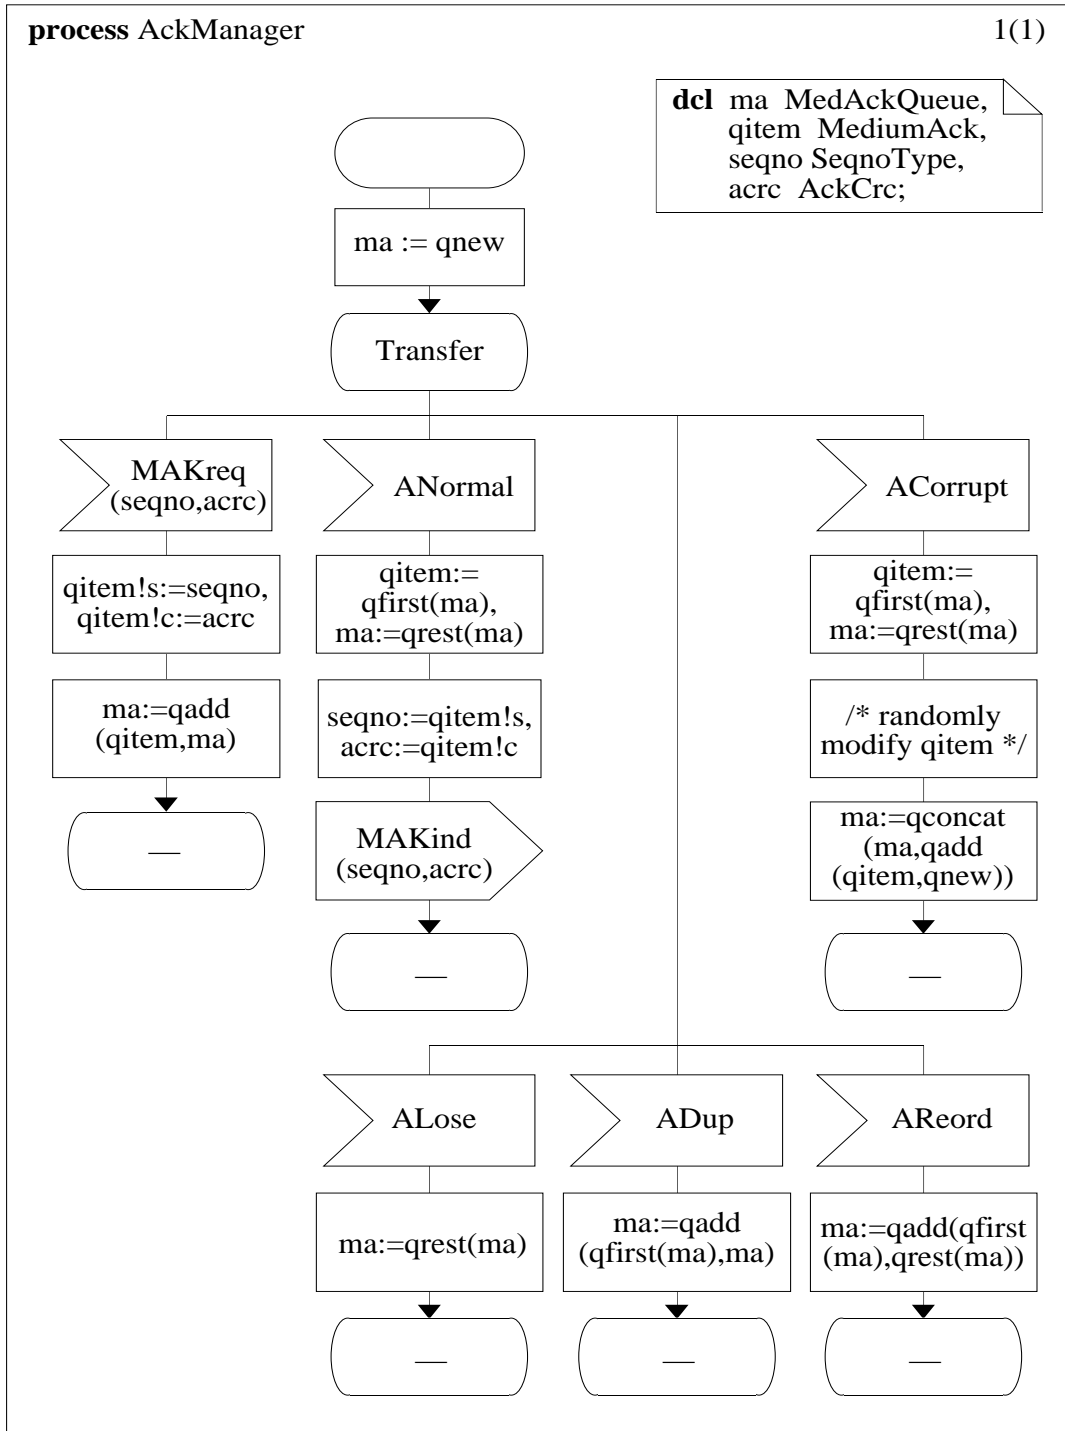 process AckManager
1(1)
dcl ma MedAckQueue,
qitem MediumAck,
seqno SeqnoType,
acrc AckCrc;
ma := qnew
Transfer
MAKreq
(seqno,acrc)
qitem!s:=seqno,
qitem!c:=acrc
ma:=qadd
(qitem,ma)
—
ANormal
qitem:=
qfirst(ma),
ma:=qrest(ma)
seqno:=qitem!s,
acrc:=qitem!c
MAKind
(seqno,acrc)
—
ACorrupt
qitem:=
qfirst(ma),
ma:=qrest(ma)
/* randomly
modify qitem */
ma:=qconcat
(ma,qadd
(qitem,qnew))
—
ALose
ma:=qrest(ma)
—
ADup
ma:=qadd
(qfirst(ma),ma)
—
AReord
ma:=qadd(qfirst
(ma),qrest(ma))
—